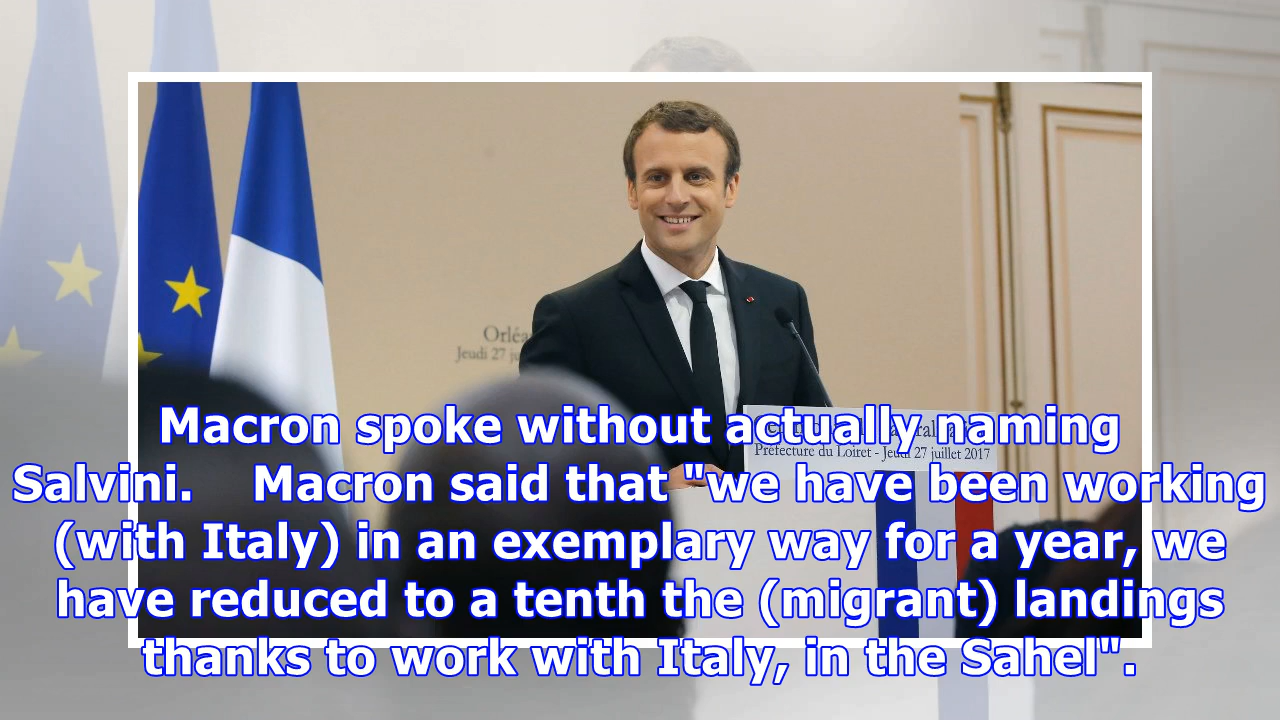 Orléa
Jeudi 27 ju
Macron spoke without actually naming
Préfecture du Loiret - Jeudi 27 juillet 2017
Salvini.    Macron said that "we have been working
(with Italy) in an exemplary way for a year, we
have reduced to a tenth the (migrant) landings
thanks to work with Italy, in the Sahel".